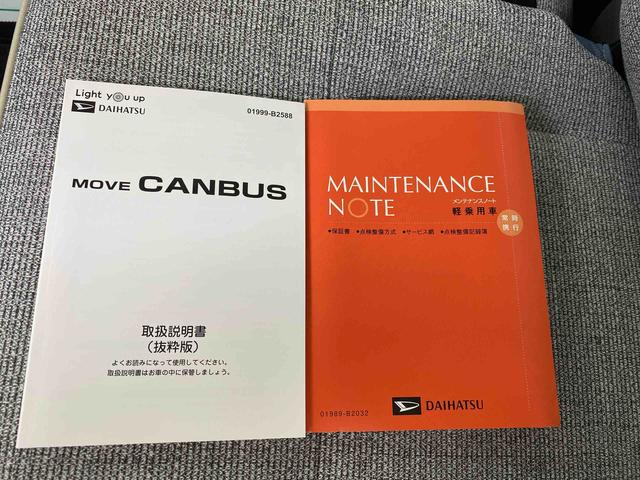 Light you up
DAIHATSU
01999-B2588
MOVE CANBUS
取扱説明書
（抜粋版）
よくお読みになって使用してください。
取扱説明書はお車の中に保管しましょう。
MAINTENANCE
NOTE
メンテナンスノート
軽乗用車
常時
携行
●保証書 ●点検整備方式 ●サービス網 ●点検整備記録簿
01989-B2032
DAIHATSU